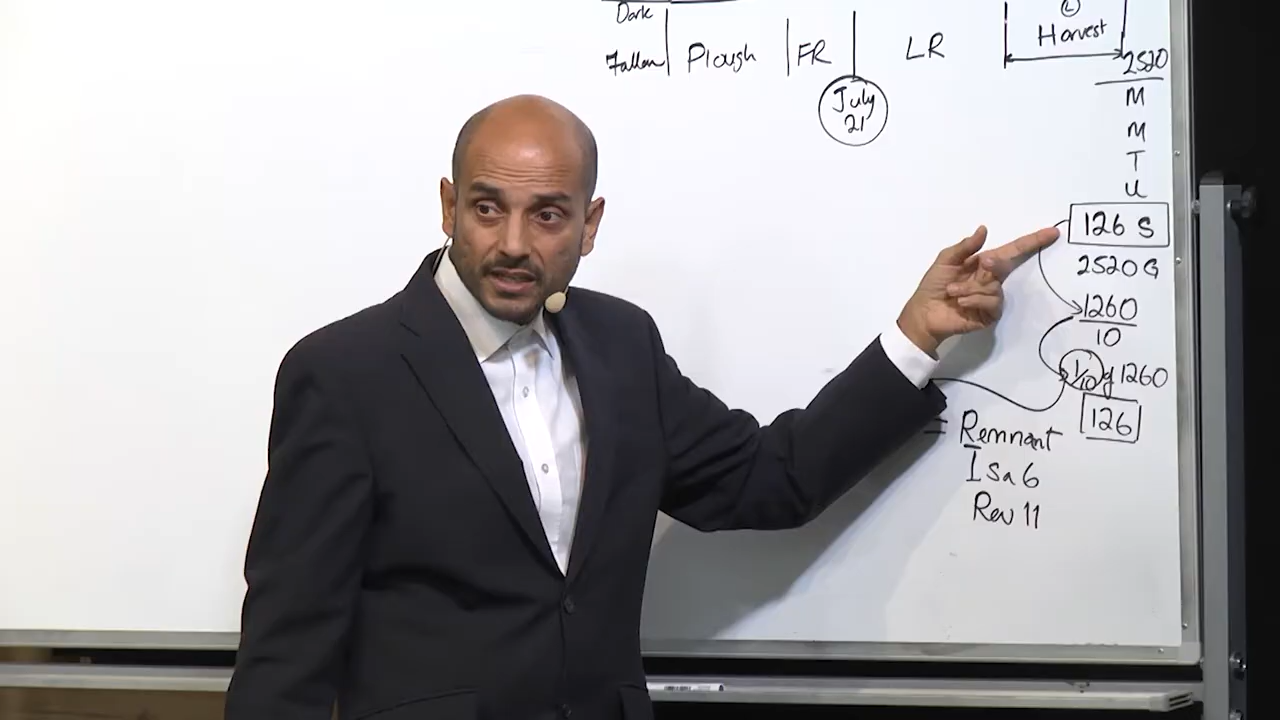 Dark
Fallow
Plough
FR
LR
L
Harvest
July
21
2520
M
M
T
U
126 S
2520 G
1260
10
1/10 of 1260
126
= Remnant
Isa 6
Rev 11